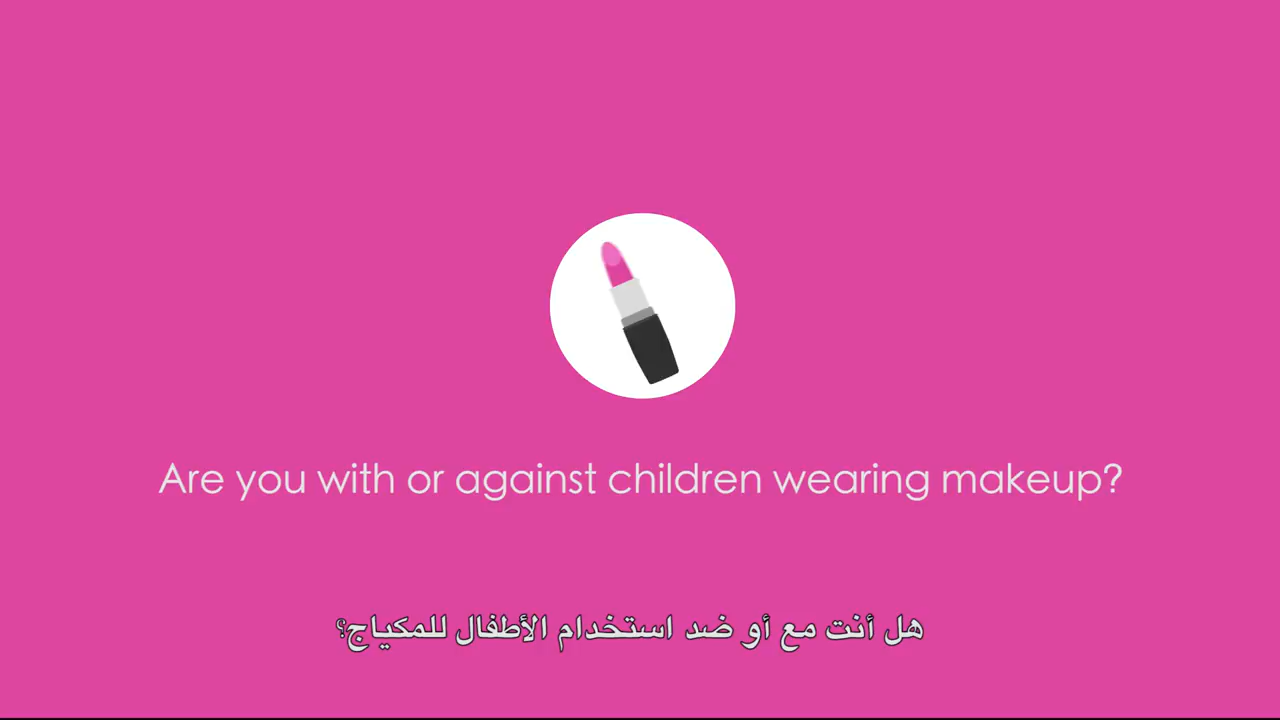 Are you with or against children wearing makeup?
هل أنت مع أو ضد استخدام الأطفال للمكياج؟